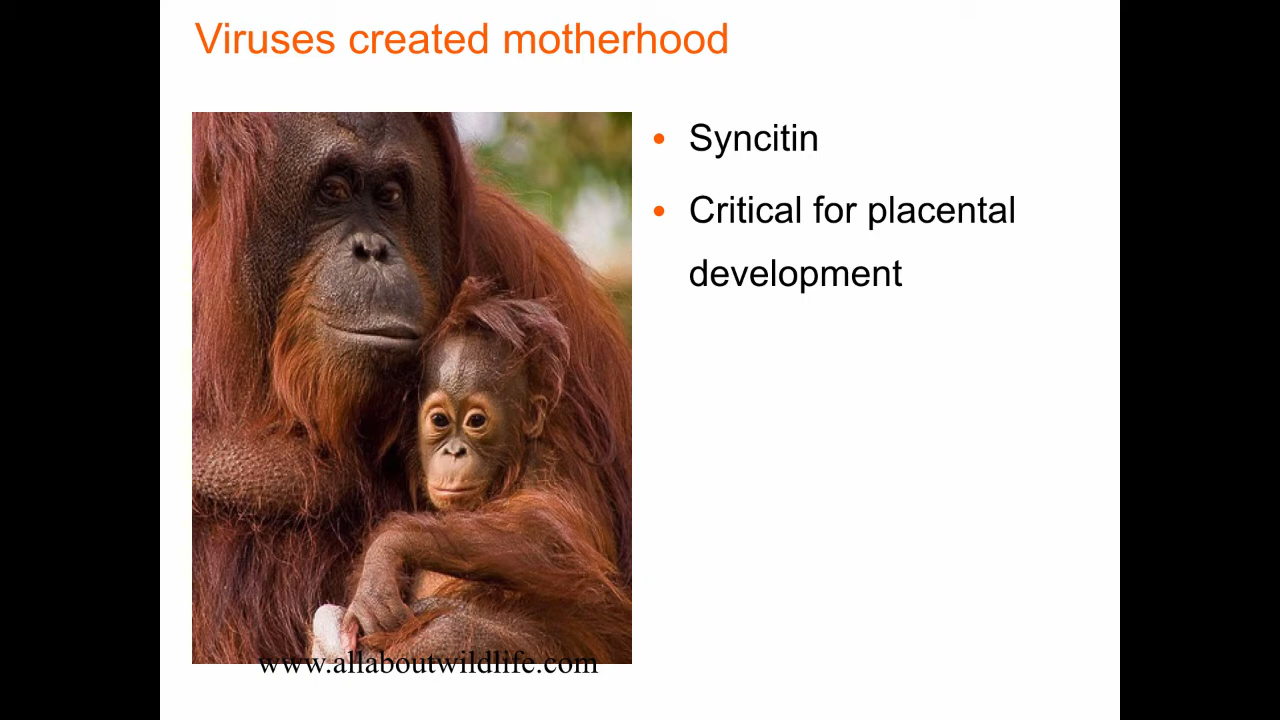 Viruses created motherhood
• Syncitin
• Critical for placental
development
www.allaboutwildlife.com